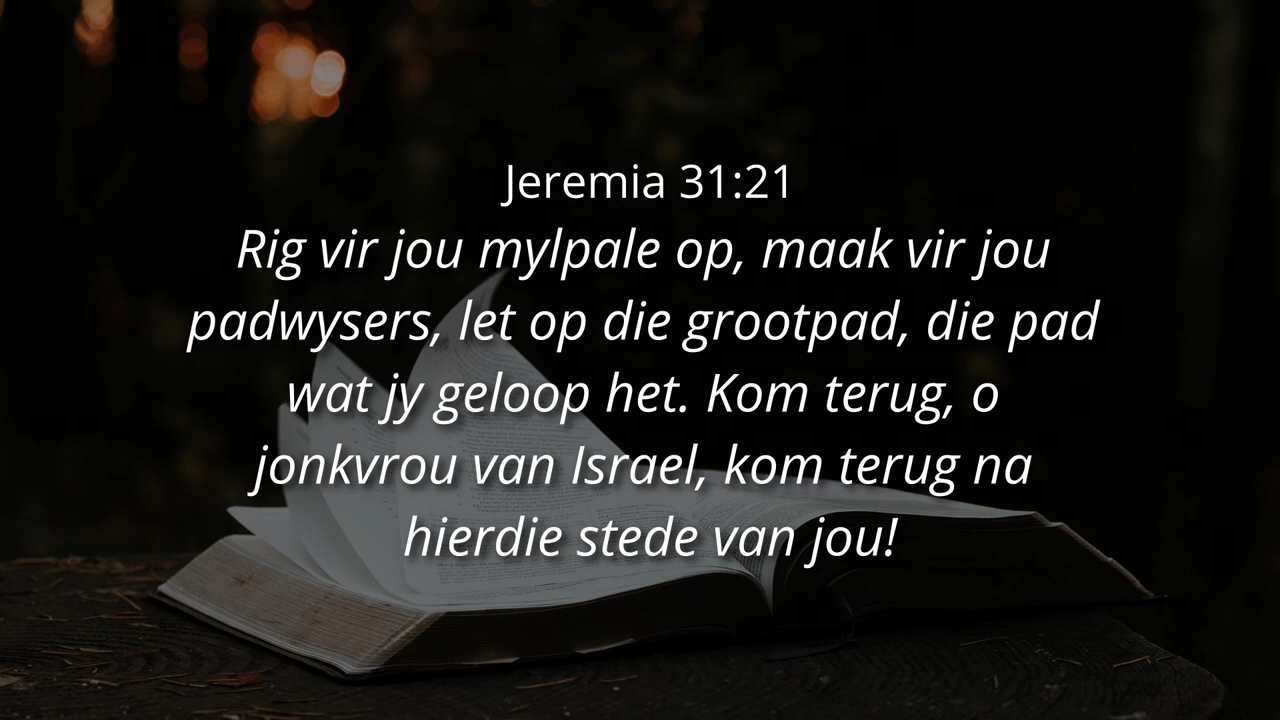 Jeremia 31:21
Rig vir jou mylpale op, maak vir jou
padwysers, let op die grootpad, die pad
wat jy geloop het. Kom terug, o
jonkvrou van Israel, kom terug na
hierdie stede van jou!